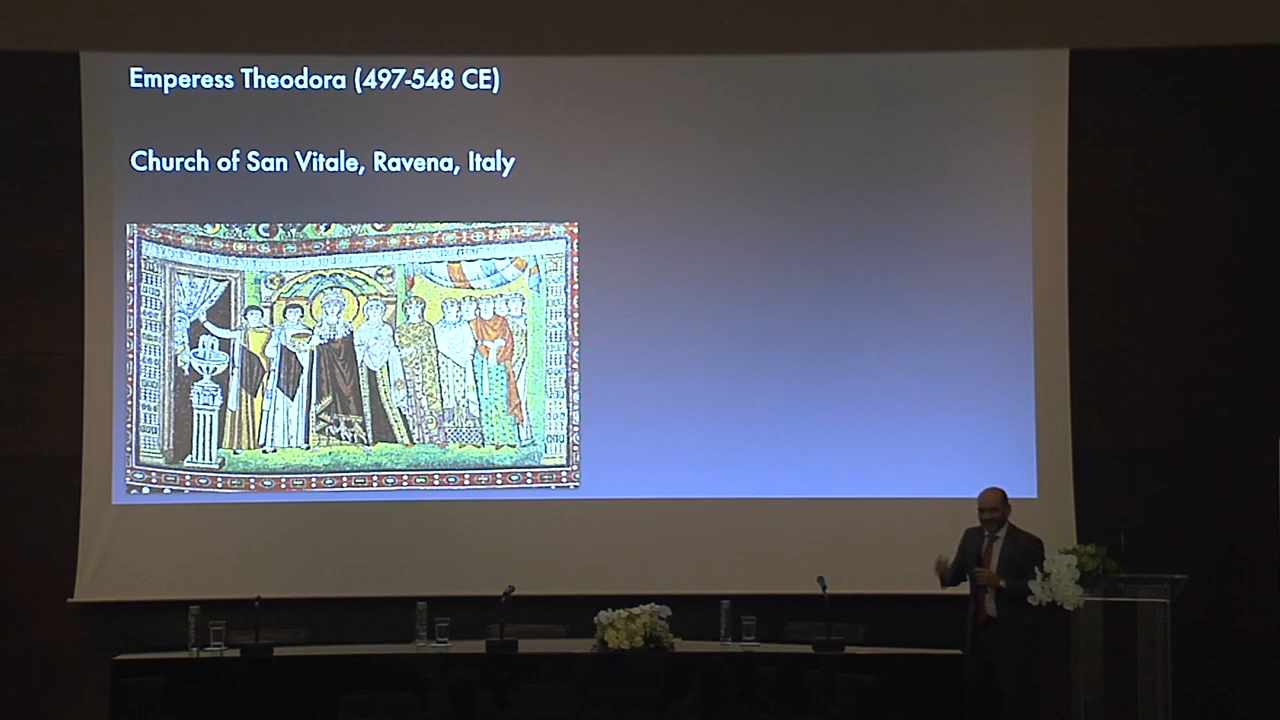 Emperess Theodora (497-548 CE)
Church of San Vitale, Ravena, Italy